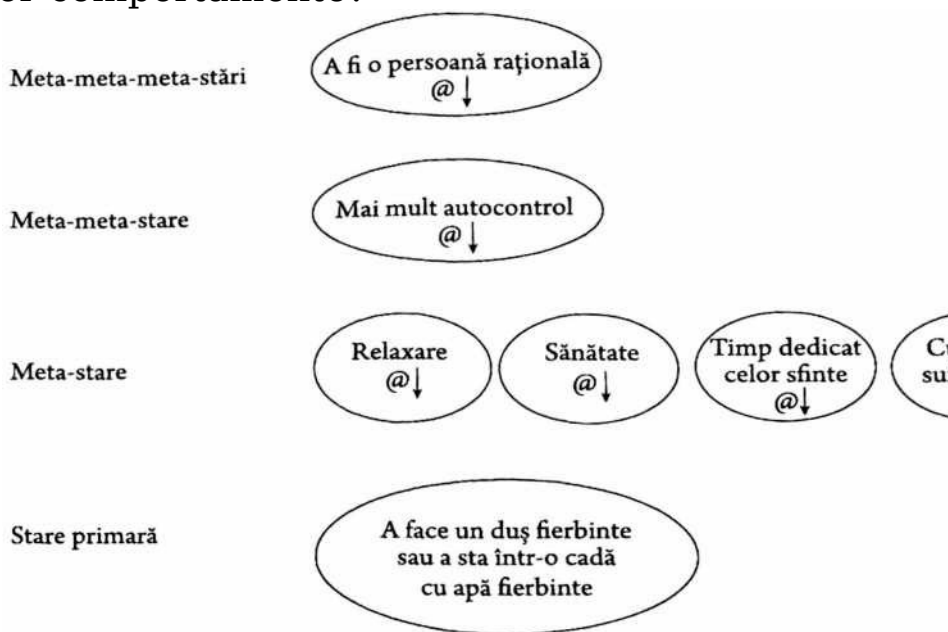 comportamente:
Meta-meta-meta-stări
A fi o persoană rațională
@ ↓
Meta-meta-stare
Mai mult autocontrol
@ ↓
Meta-stare
Relaxare
@ ↓
Sănătate
@ ↓
Timp dedicat
celor sfinte
@ ↓
Stare primară
A face un duș fierbinte
sau a sta într-o cadă
cu apă fierbinte